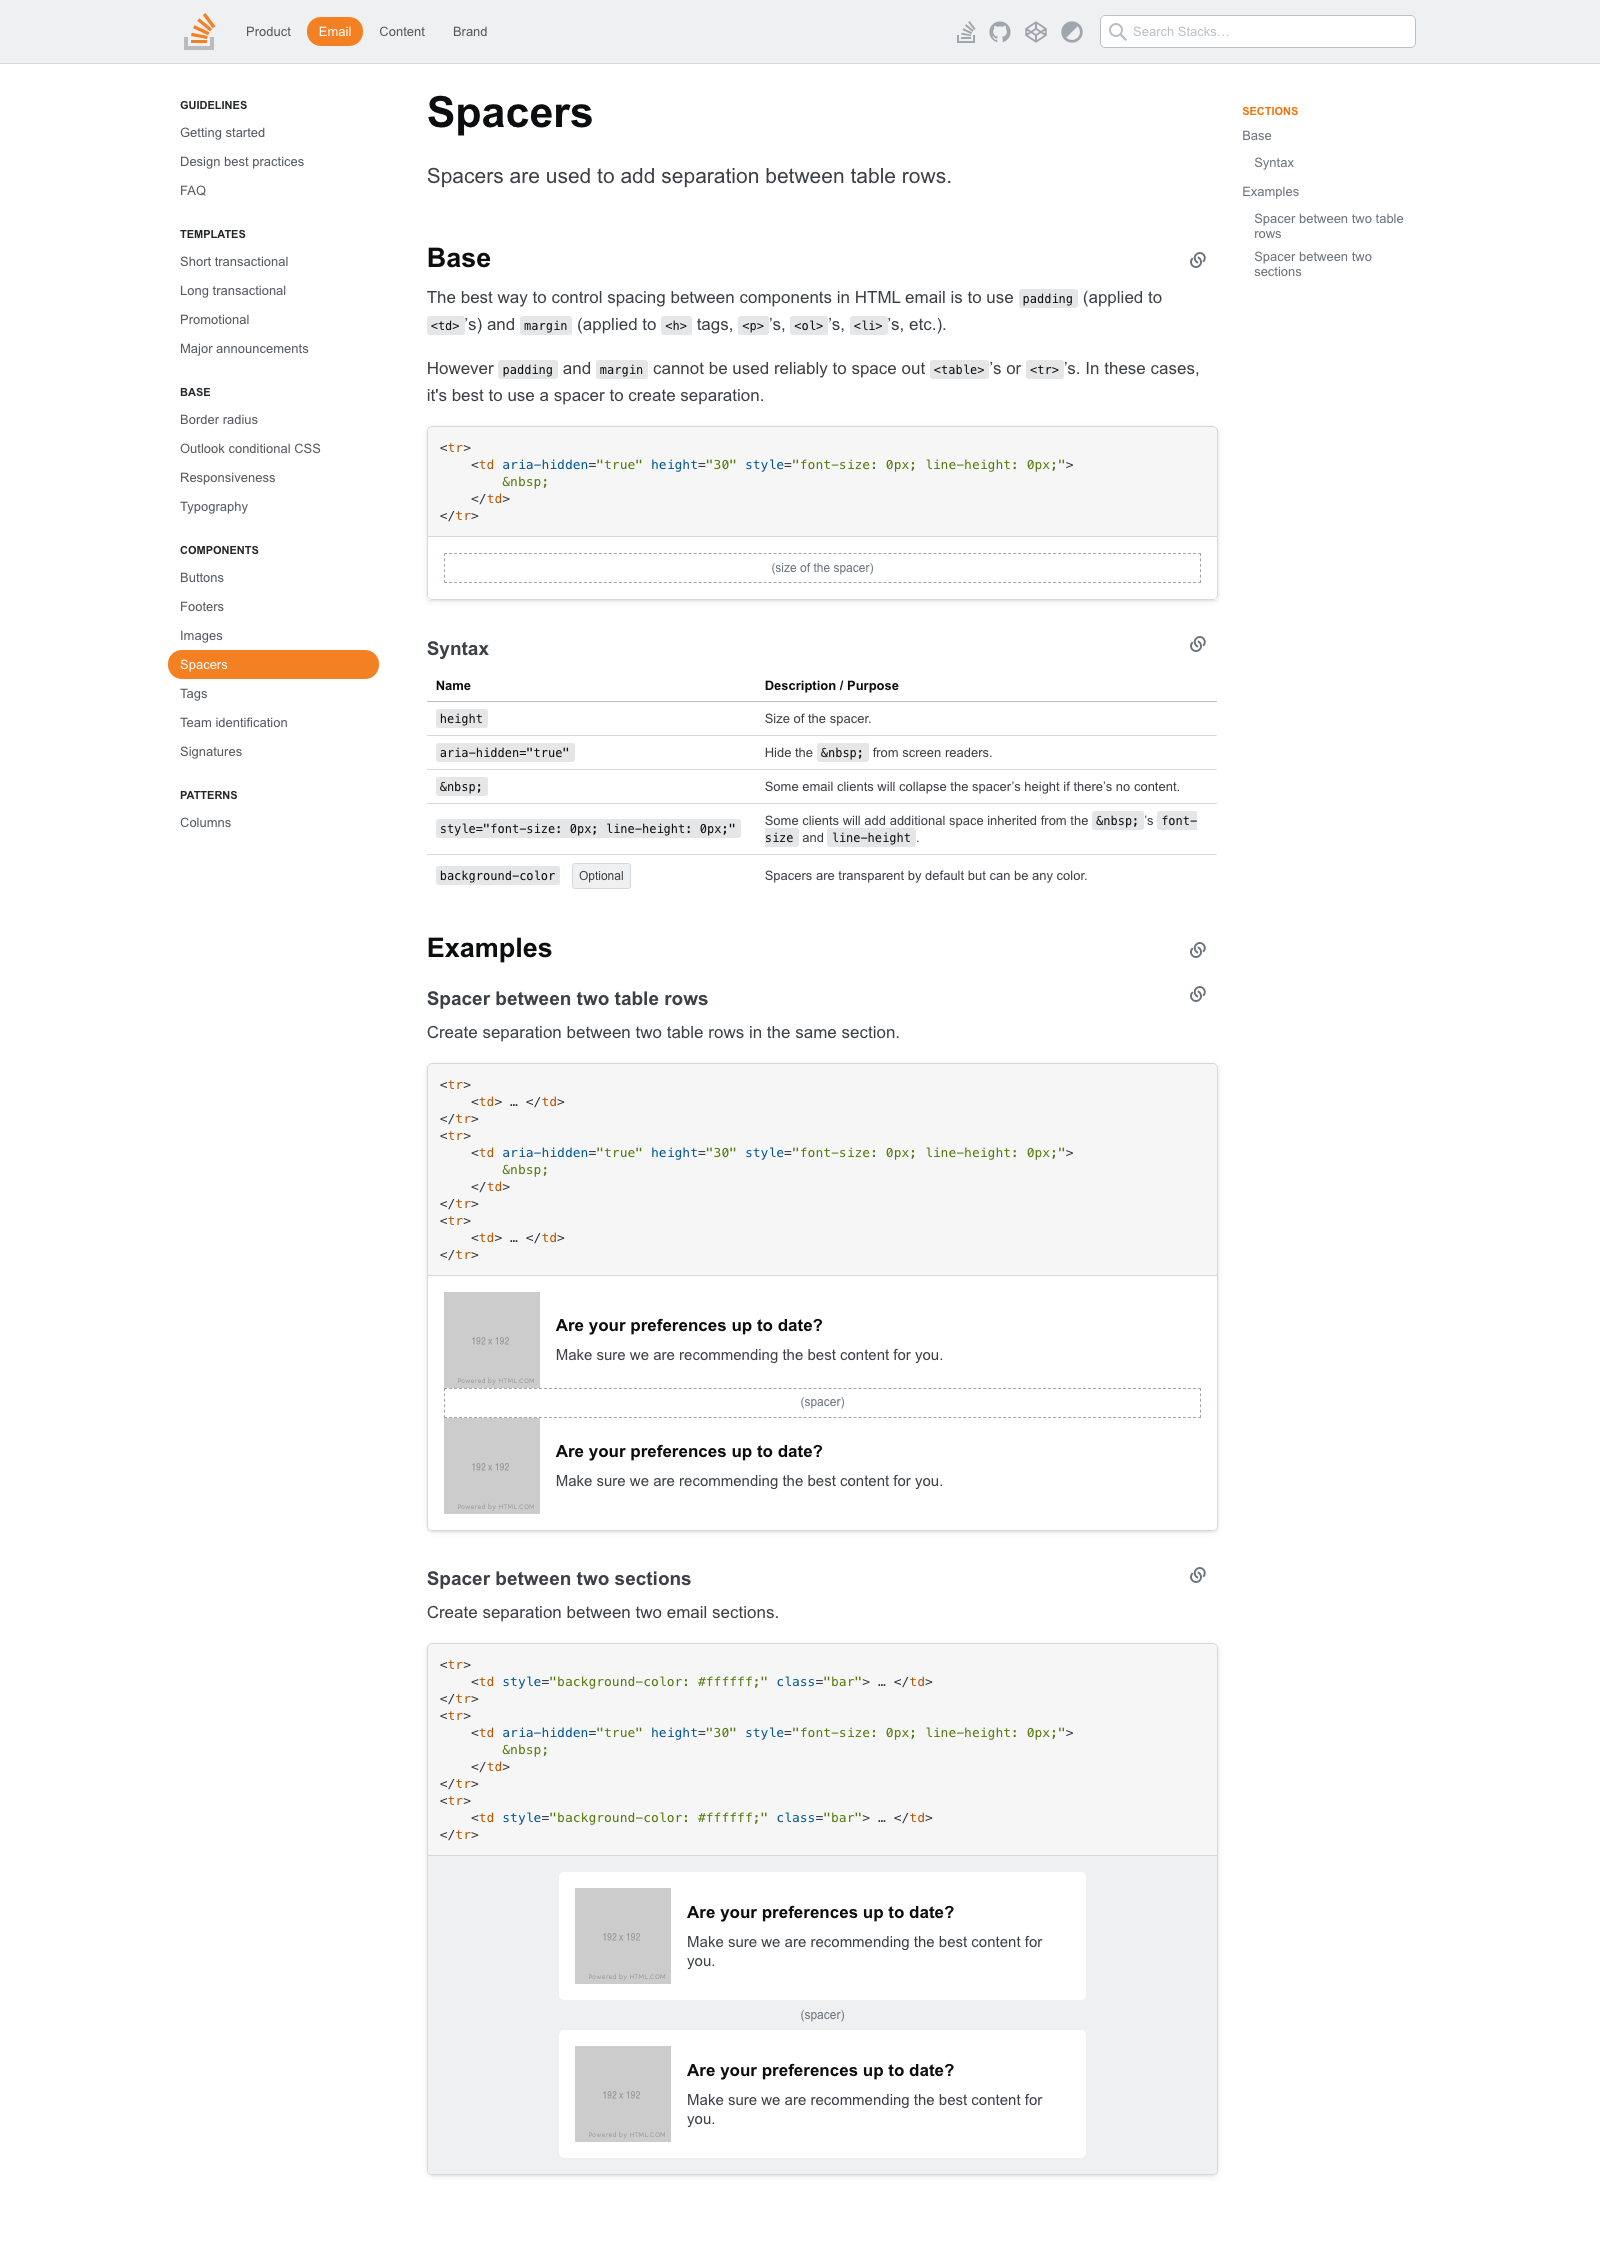 Product
Email
Content
Brand
Search Stacks…
GUIDELINES
Getting started
Design best practices
FAQ
TEMPLATES
Short transactional
Long transactional
Promotional
Major announcements
BASE
Border radius
Outlook conditional CSS
Responsiveness
Typography
COMPONENTS
Buttons
Footers
Images
Spacers
Tags
Team identification
Signatures
PATTERNS
Columns
Spacers
Spacers are used to add separation between table rows.
Base
The best way to control spacing between components in HTML email is to use padding (applied to
<td>’s) and margin (applied to <h> tags, <p>’s, <ol>’s, <li>’s, etc.).
However padding and margin cannot be used reliably to space out <table>’s or <tr>’s. In these cases,
it's best to use a spacer to create separation.
<tr>
    <td aria-hidden="true" height="30" style="font-size: 0px; line-height: 0px;">
        &nbsp;
    </td>
</tr>
(size of the spacer)
Syntax
Name Description / Purpose
height Size of the spacer.
aria-hidden="true" Hide the &nbsp; from screen readers.
&nbsp; Some email clients will collapse the spacer’s height if there’s no content.
style="font-size: 0px; line-height: 0px;" Some clients will add additional space inherited from the &nbsp;’s font-
size and line-height.
background-color Optional Spacers are transparent by default but can be any color.
Examples
Spacer between two table rows
Create separation between two table rows in the same section.
<tr>
    <td> … </td>
</tr>
<tr>
    <td aria-hidden="true" height="30" style="font-size: 0px; line-height: 0px;">
        &nbsp;
    </td>
</tr>
<tr>
    <td> … </td>
</tr>
192 x 192
Powered by HTML.COM
Are your preferences up to date?
Make sure we are recommending the best content for you.
(spacer)
192 x 192
Powered by HTML.COM
Are your preferences up to date?
Make sure we are recommending the best content for you.
Spacer between two sections
Create separation between two email sections.
<tr>
    <td style="background-color: #ffffff;" class="bar"> … </td>
</tr>
<tr>
    <td aria-hidden="true" height="30" style="font-size: 0px; line-height: 0px;">
        &nbsp;
    </td>
</tr>
<tr>
    <td style="background-color: #ffffff;" class="bar"> … </td>
</tr>
192 x 192
Powered by HTML.COM
Are your preferences up to date?
Make sure we are recommending the best content for
you.
(spacer)
192 x 192
Powered by HTML.COM
Are your preferences up to date?
Make sure we are recommending the best content for
you.
SECTIONS
Base
Syntax
Examples
Spacer between two table
rows
Spacer between two
sections